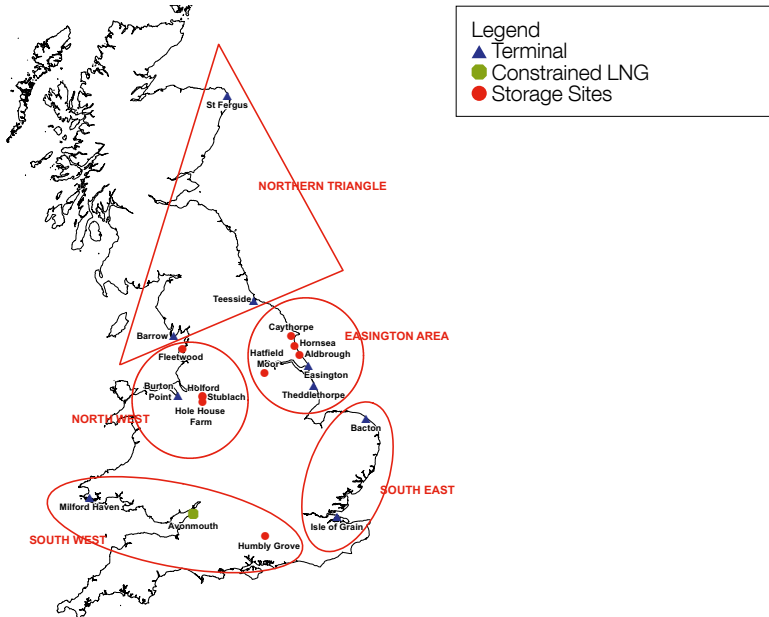 Legend
Terminal
Constrained LNG
Storage Sites
St Fergus
NORTHERN TRIANGLE
Teesside
Caythorpe
Barrow
EASINGTON AREA
Hornsea
Fleetwood
Hatfield
Moor
Aldbrough
Easington
Burton
Point
Holford
Stublach
Theddlethorpe
Hole House
Farm
NORTH WEST
Bacton
SOUTH EAST
Milford Haven
Avonmouth
Isle of Grain
SOUTH WEST
Humbly Grove